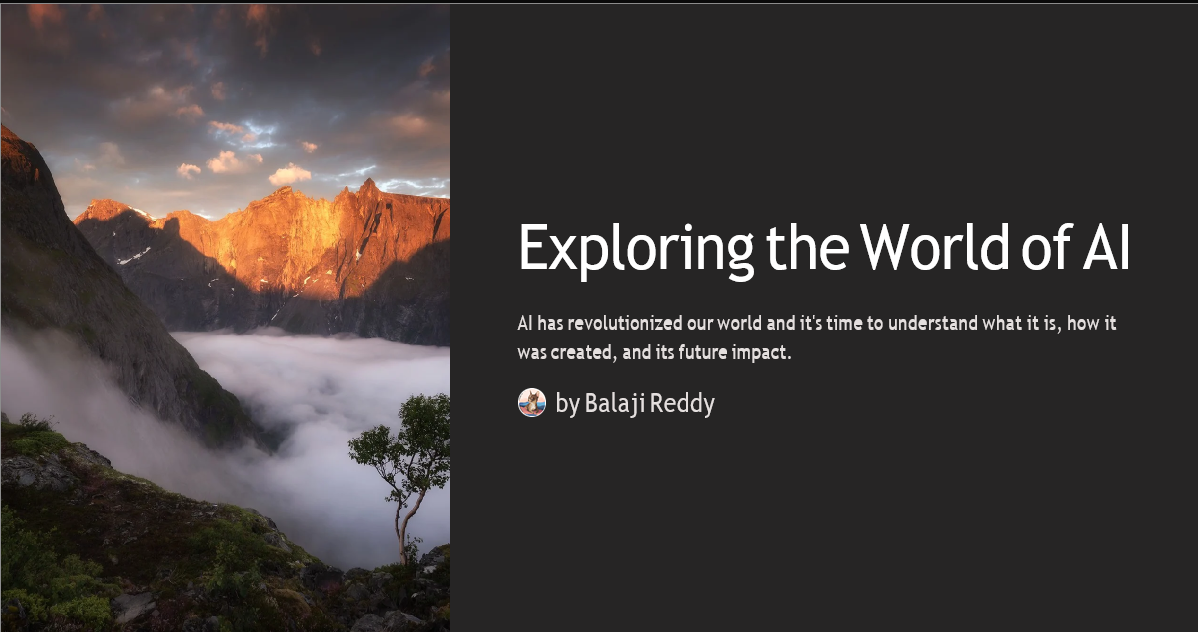 Exploring the World of AI
AI has revolutionized our world and it's time to understand what it is, how it
was created, and its future impact.
by Balaji Reddy